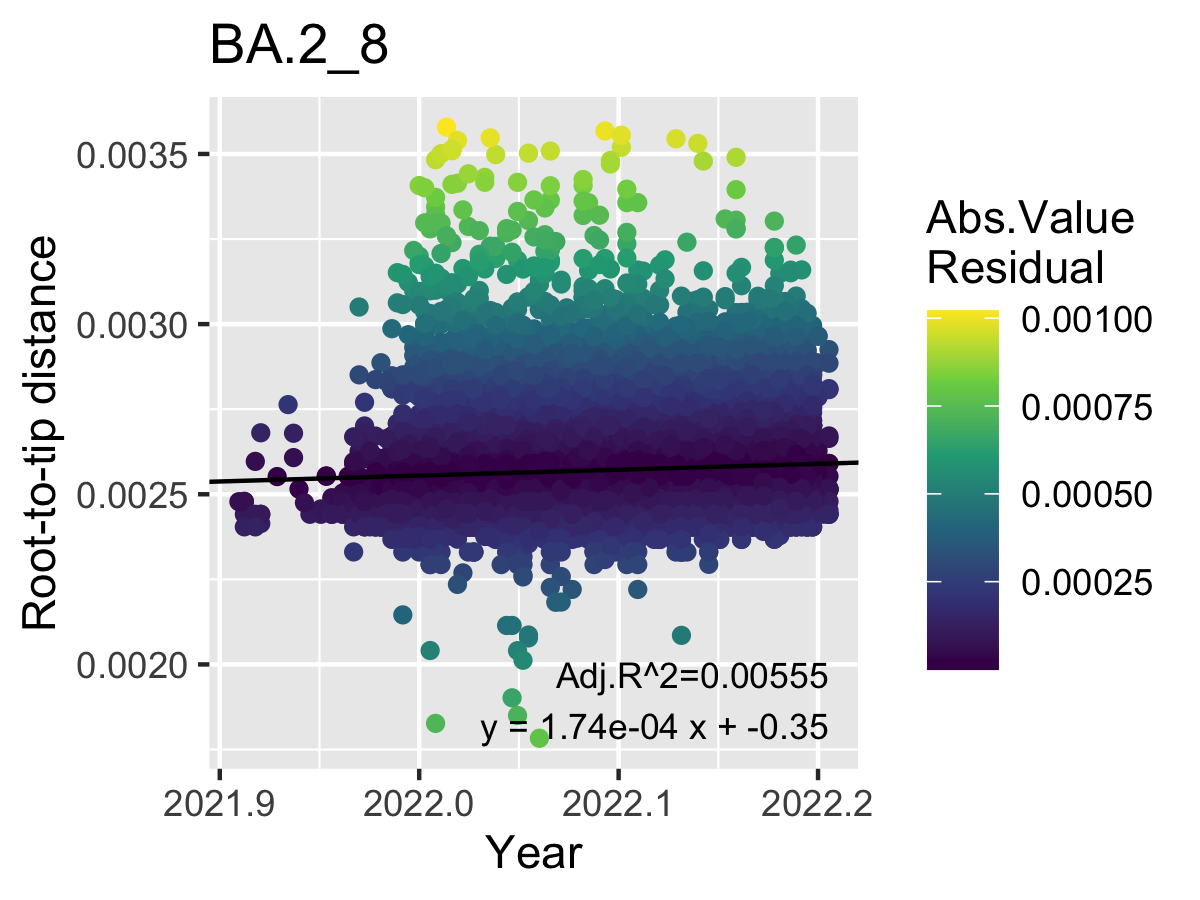 BA.2_8
0.0035
0.0030
0.0025
0.0020
Root-to-tip distance
Adj.R^2=0.00555
y = 1.74e-04 x + -0.35
2021.9
2022.0
2022.1
2022.2
Year
Abs.Value
Residual
0.00100
0.00075
0.00050
0.00025